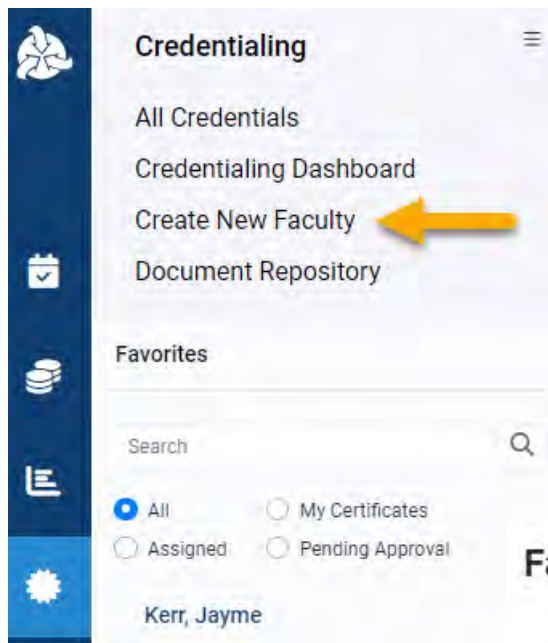 Credentialing
All Credentials
Credentialing Dashboard
Create New Faculty
Document Repository
Favorites
Search
All My Certificates
Assigned Pending Approval
Kerr, Jayme